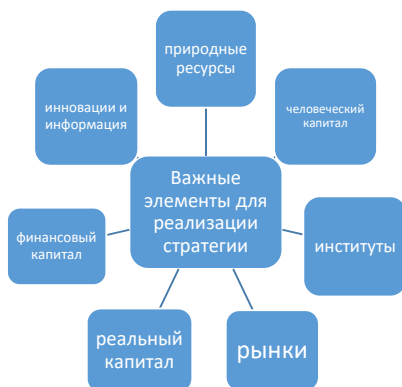 природные
ресурсы
инновации и
информация
человеческий
капитал
Важные
элементы для
реализации
стратегии
финансовый
капитал
институты
реальный
капитал
рынки